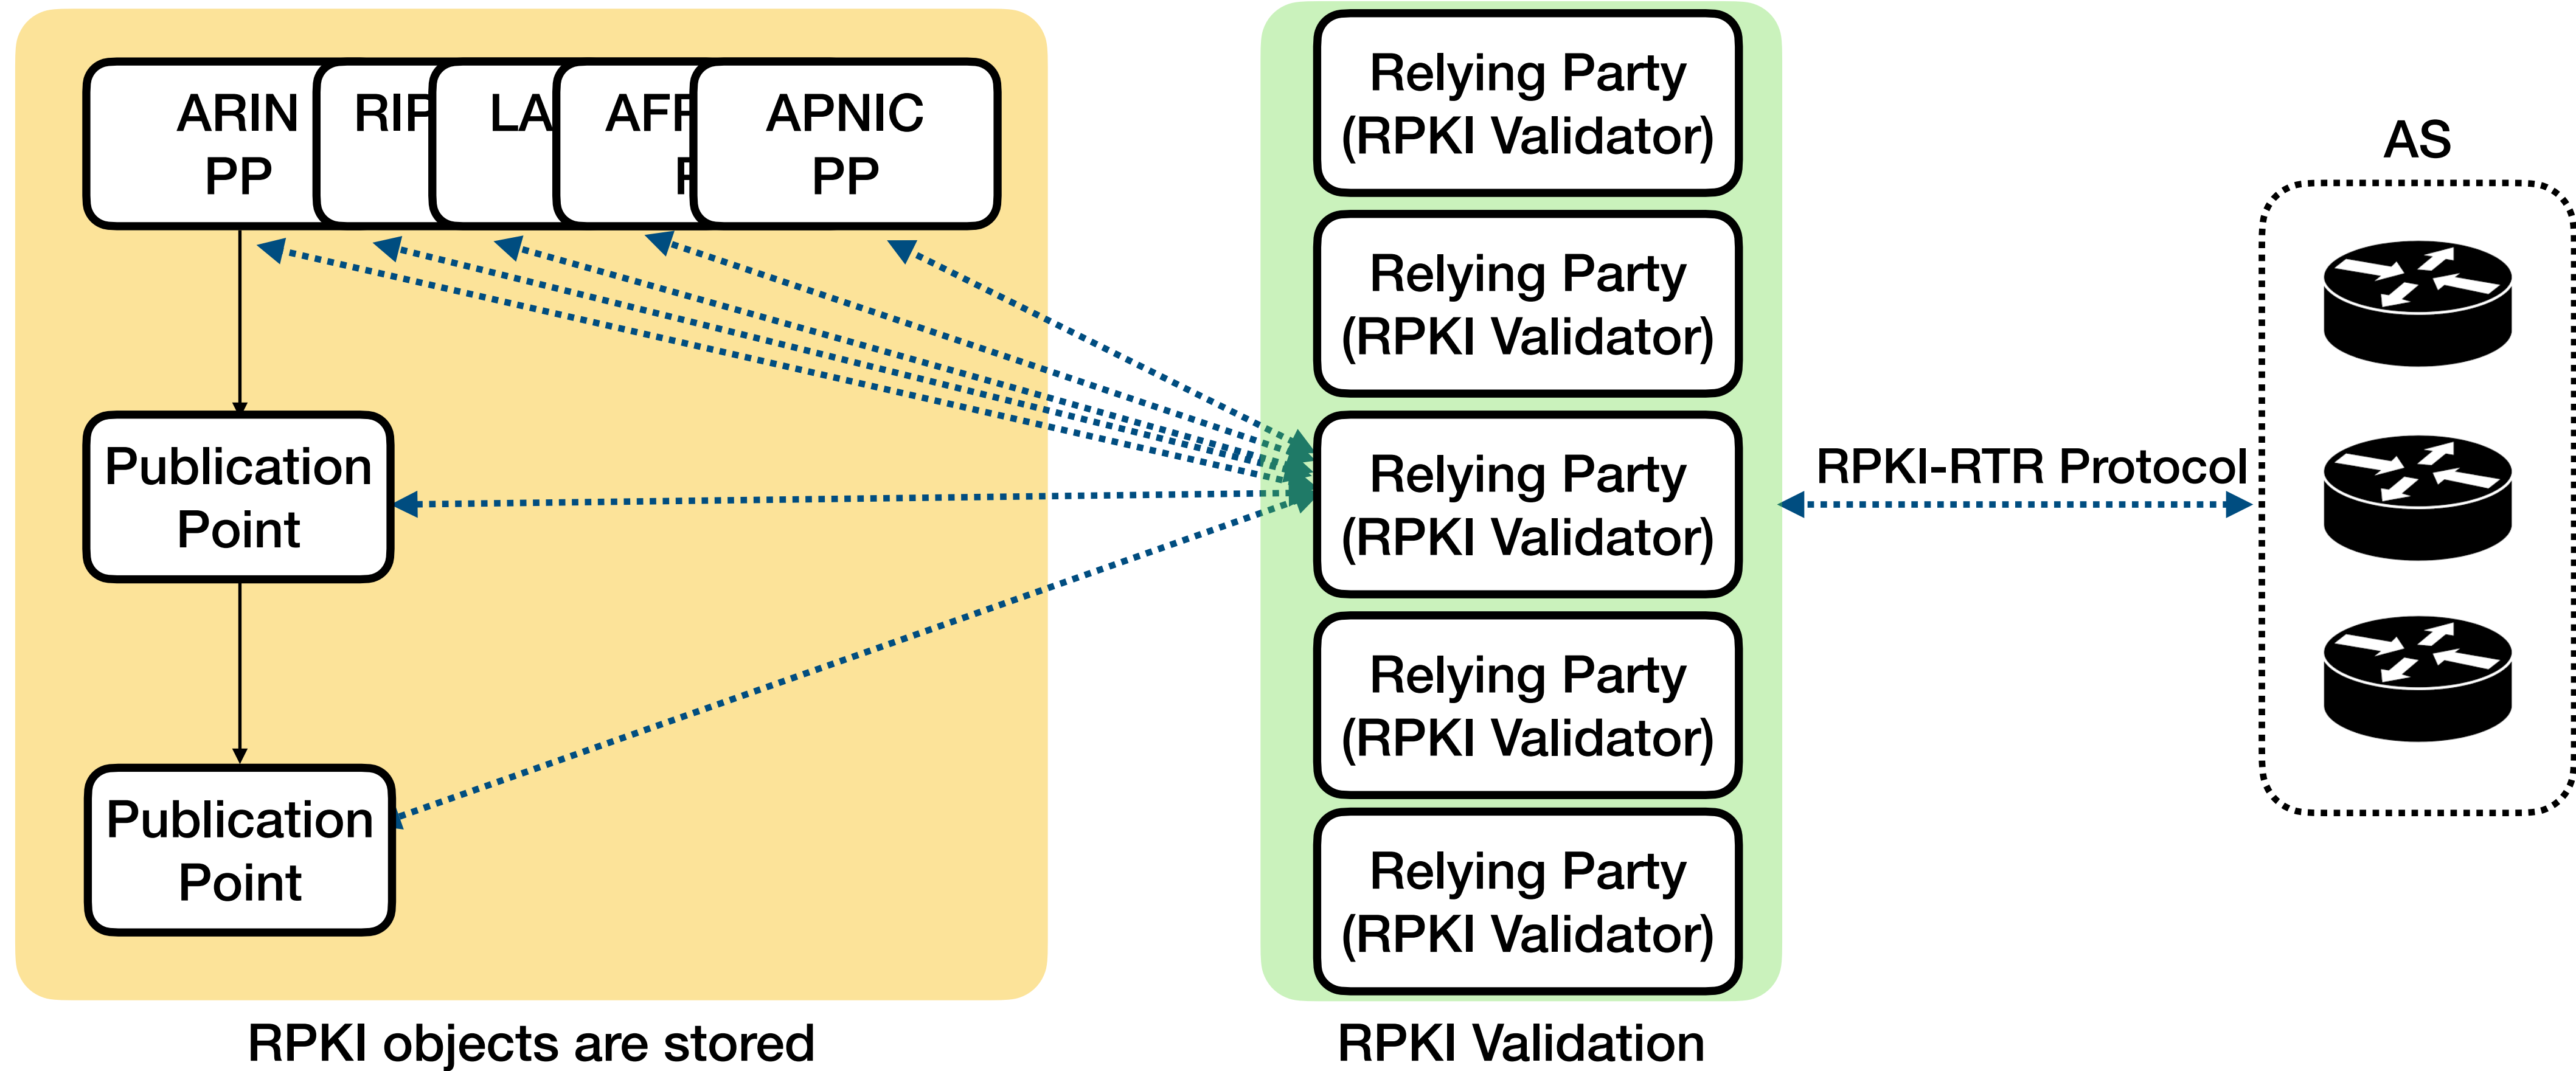 ARIN
PP
RIP
LA
AFR
P
APNIC
PP
Publication
Point
Publication
Point
RPKI objects are stored
Relying Party
(RPKI Validator)
Relying Party
(RPKI Validator)
Relying Party
(RPKI Validator)
Relying Party
(RPKI Validator)
Relying Party
(RPKI Validator)
RPKI Validation
RPKI-RTR Protocol
AS